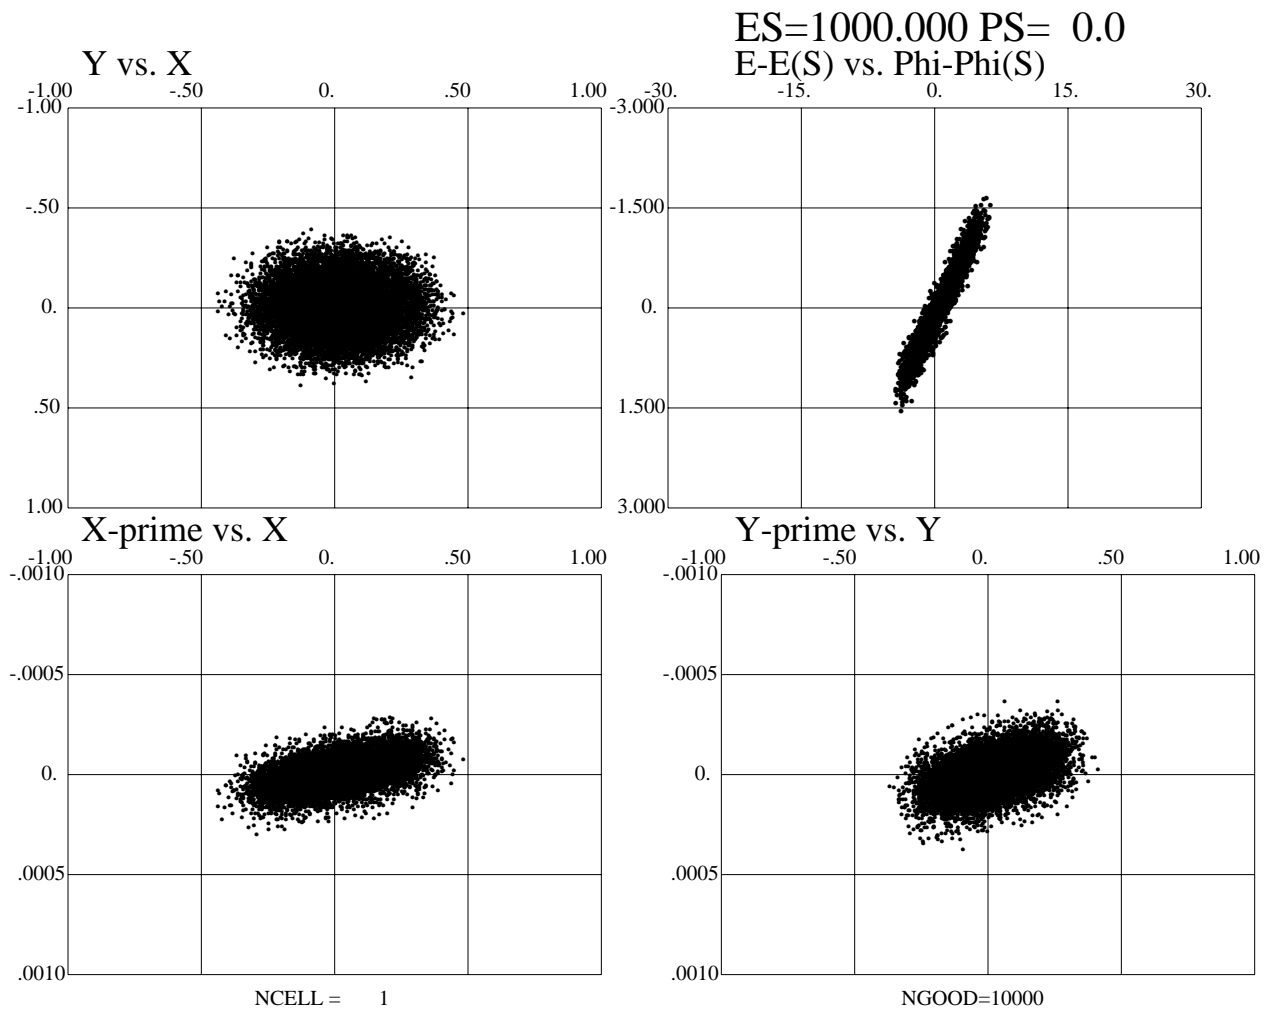 ES=1000.000 PS= 0.0
Y vs. X
E-E(S) vs. Phi-Phi(S)
-1.00 -.50 0. .50 1.00
-30. -15. 0. 15. 30.
-1.00
-.50
0.
.50
1.00
-3.000
-1.500
0.
1.500
3.000
X-prime vs. X
Y-prime vs. Y
-1.00 -.50 0. .50 1.00
-1.00 -.50 0. .50 1.00
-.0010
-.0005
0.
.0005
.0010
-.0010
-.0005
0.
.0005
.0010
NCELL = 1
NGOOD=10000